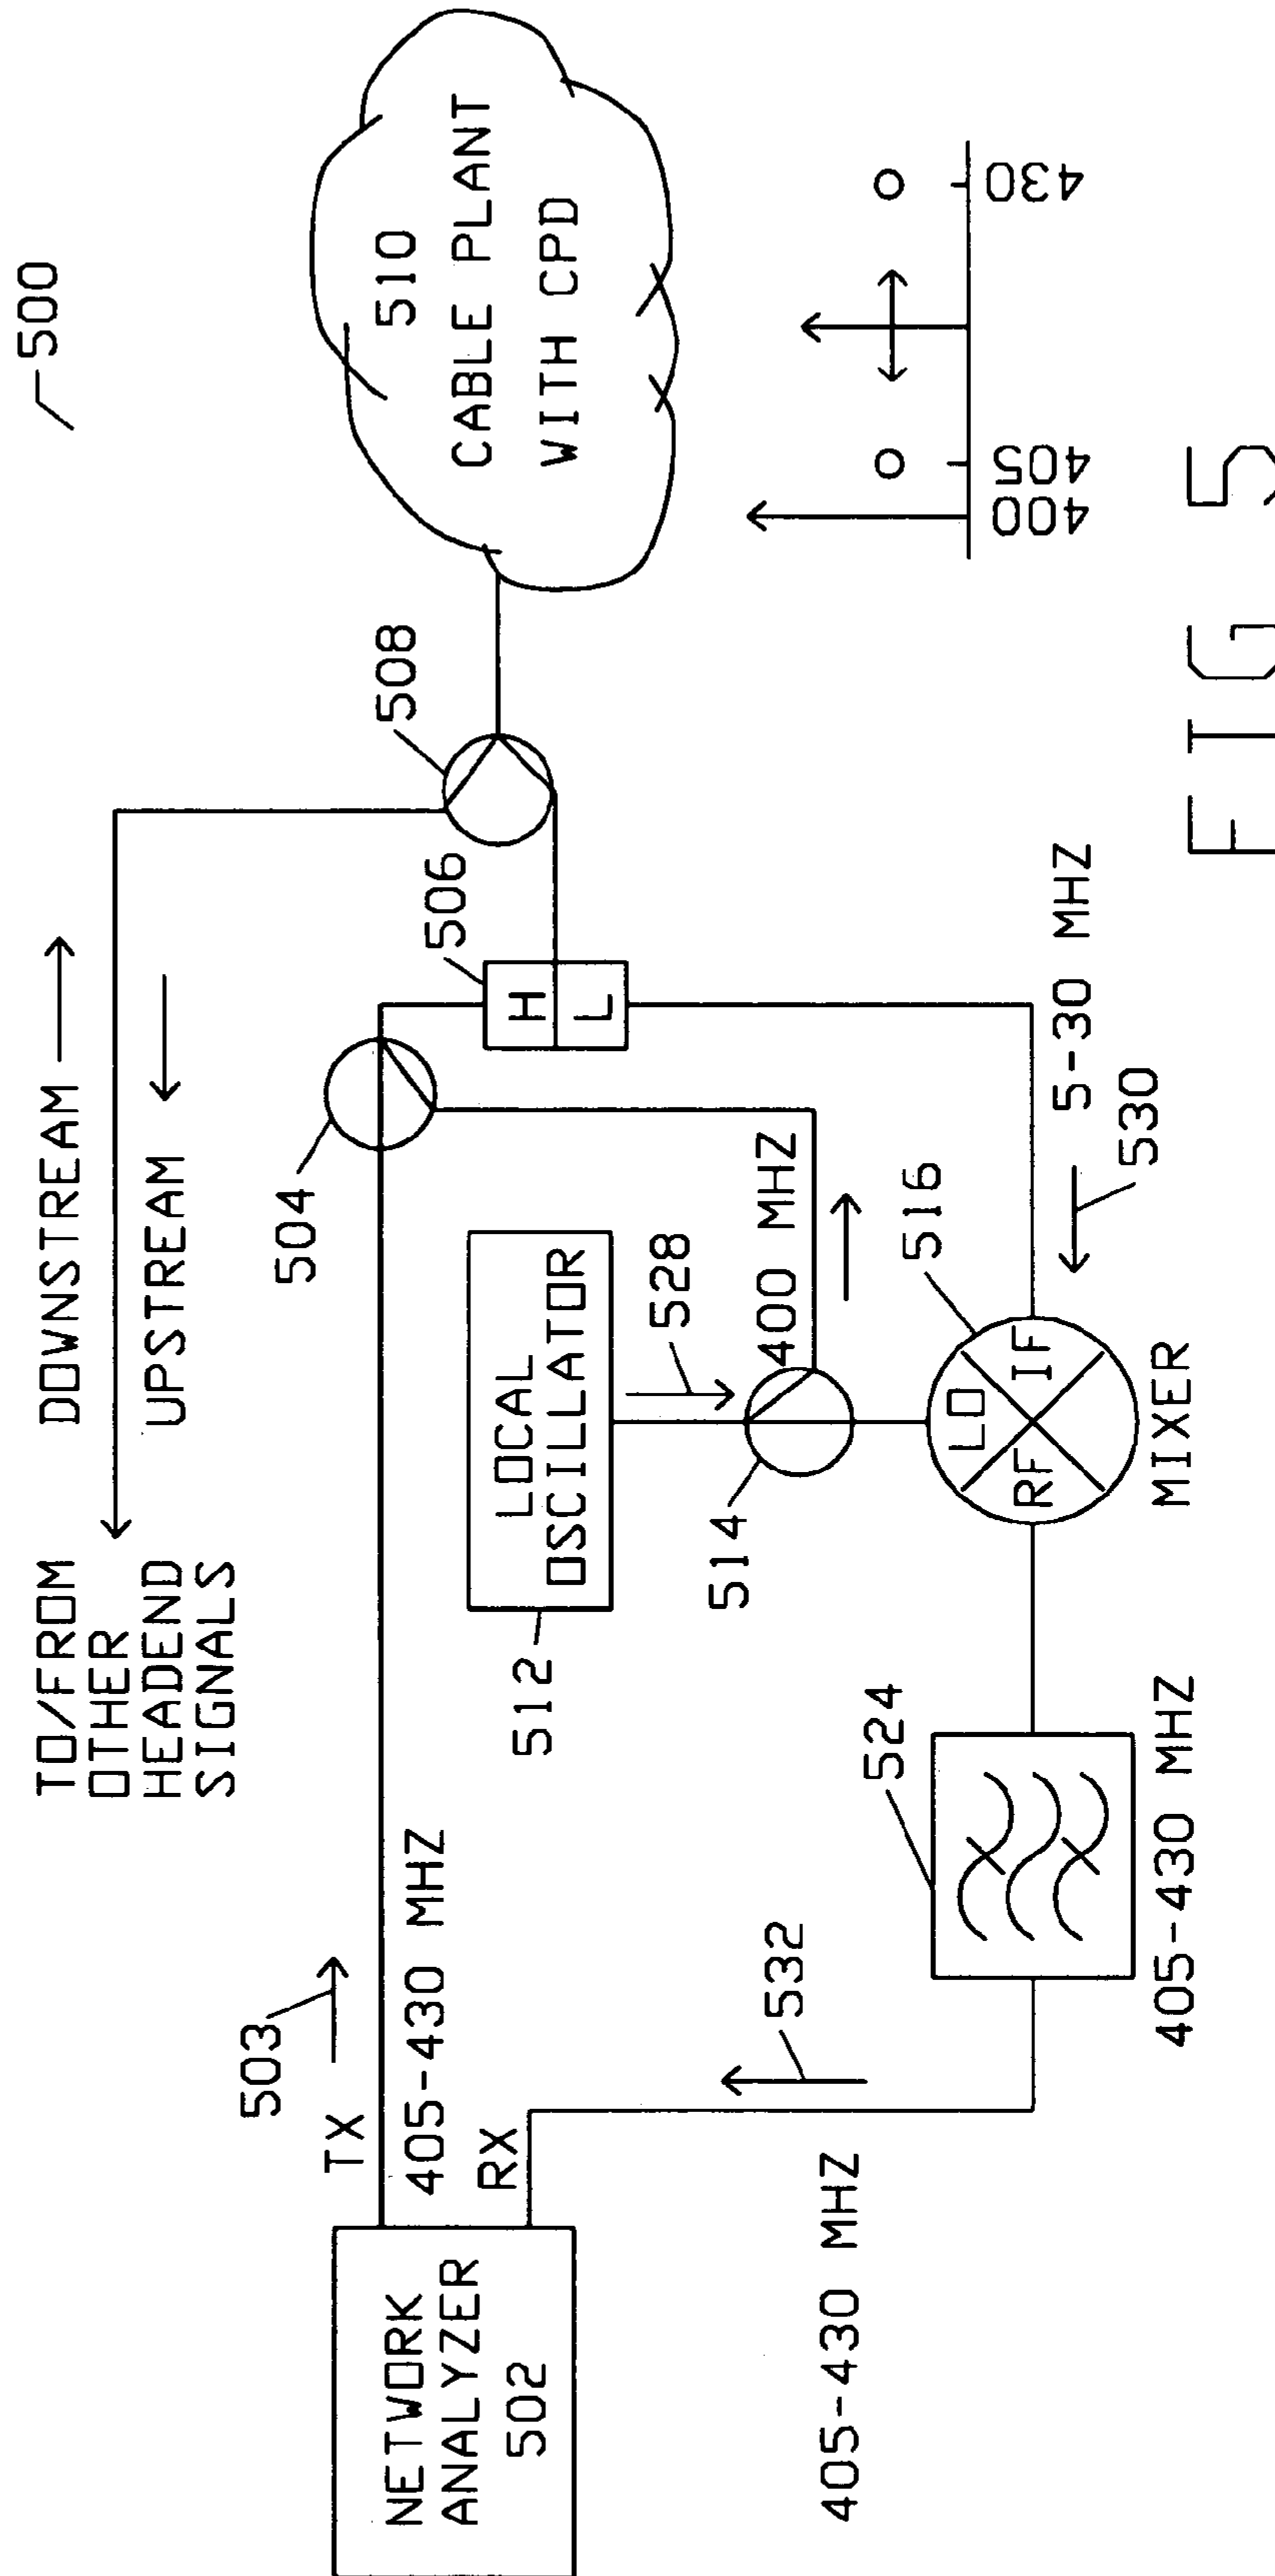 500
TO/FROM
OTHER
HEADEND
SIGNALS
DOWNSTREAM
UPSTREAM
503
TX
405-430 MHZ
RX
NETWORK
ANALYZER
502
504
506
H
L
508
510
CABLE PLANT
WITH CPD
LOCAL
OSCILLATOR
512
528
514
400 MHZ
516
LO
RF
IF
MIXER
5-30 MHZ
530
524
405-430 MHZ
532
405-430 MHZ
400
405
430
FIG 5